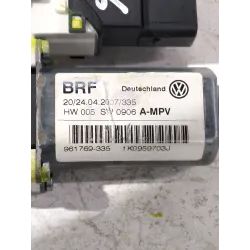 BRF
Deutschland
20/24.04.2007/335
HW 005 SW 0906 A-MPV
961769-335
1K0959703J